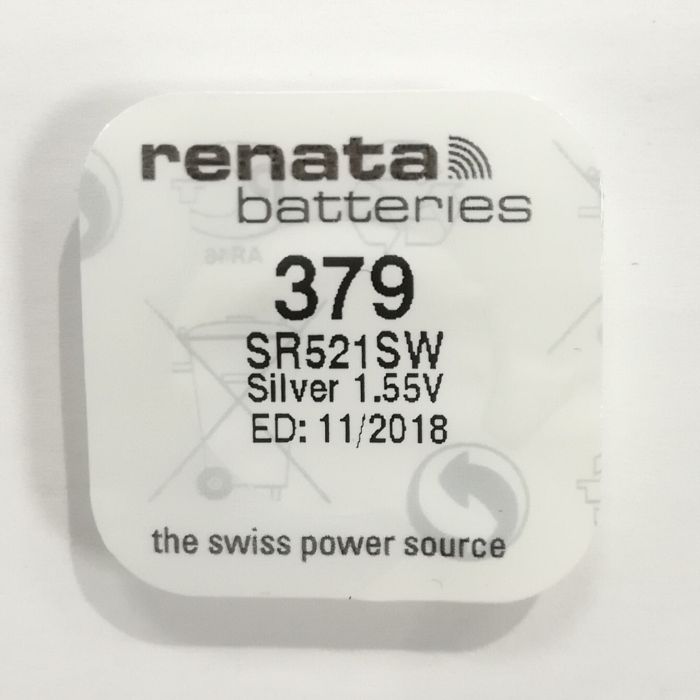 renata
batteries
379
SR521SW
Silver 1.55V
ED: 11/2018
the swiss power source